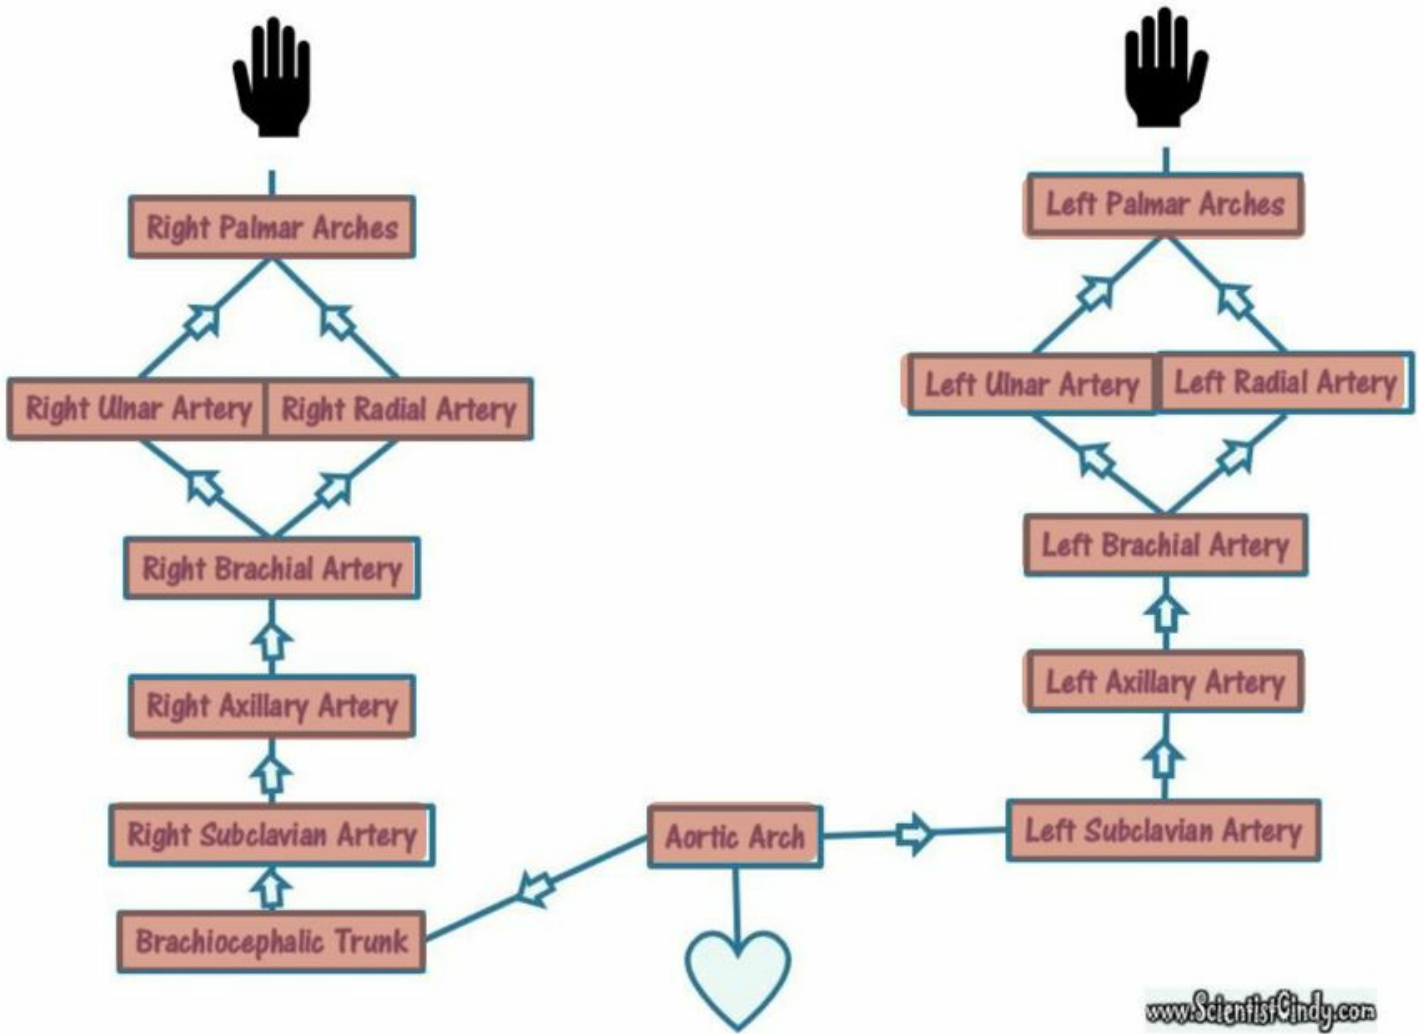 Right Palmar Arches
Left Palmar Arches
Right Ulnar Artery
Right Radial Artery
Left Ulnar Artery
Left Radial Artery
Right Brachial Artery
Left Brachial Artery
Right Axillary Artery
Left Axillary Artery
Right Subclavian Artery
Aortic Arch
Left Subclavian Artery
Brachiocephalic Trunk
www.ScientistCindy.com